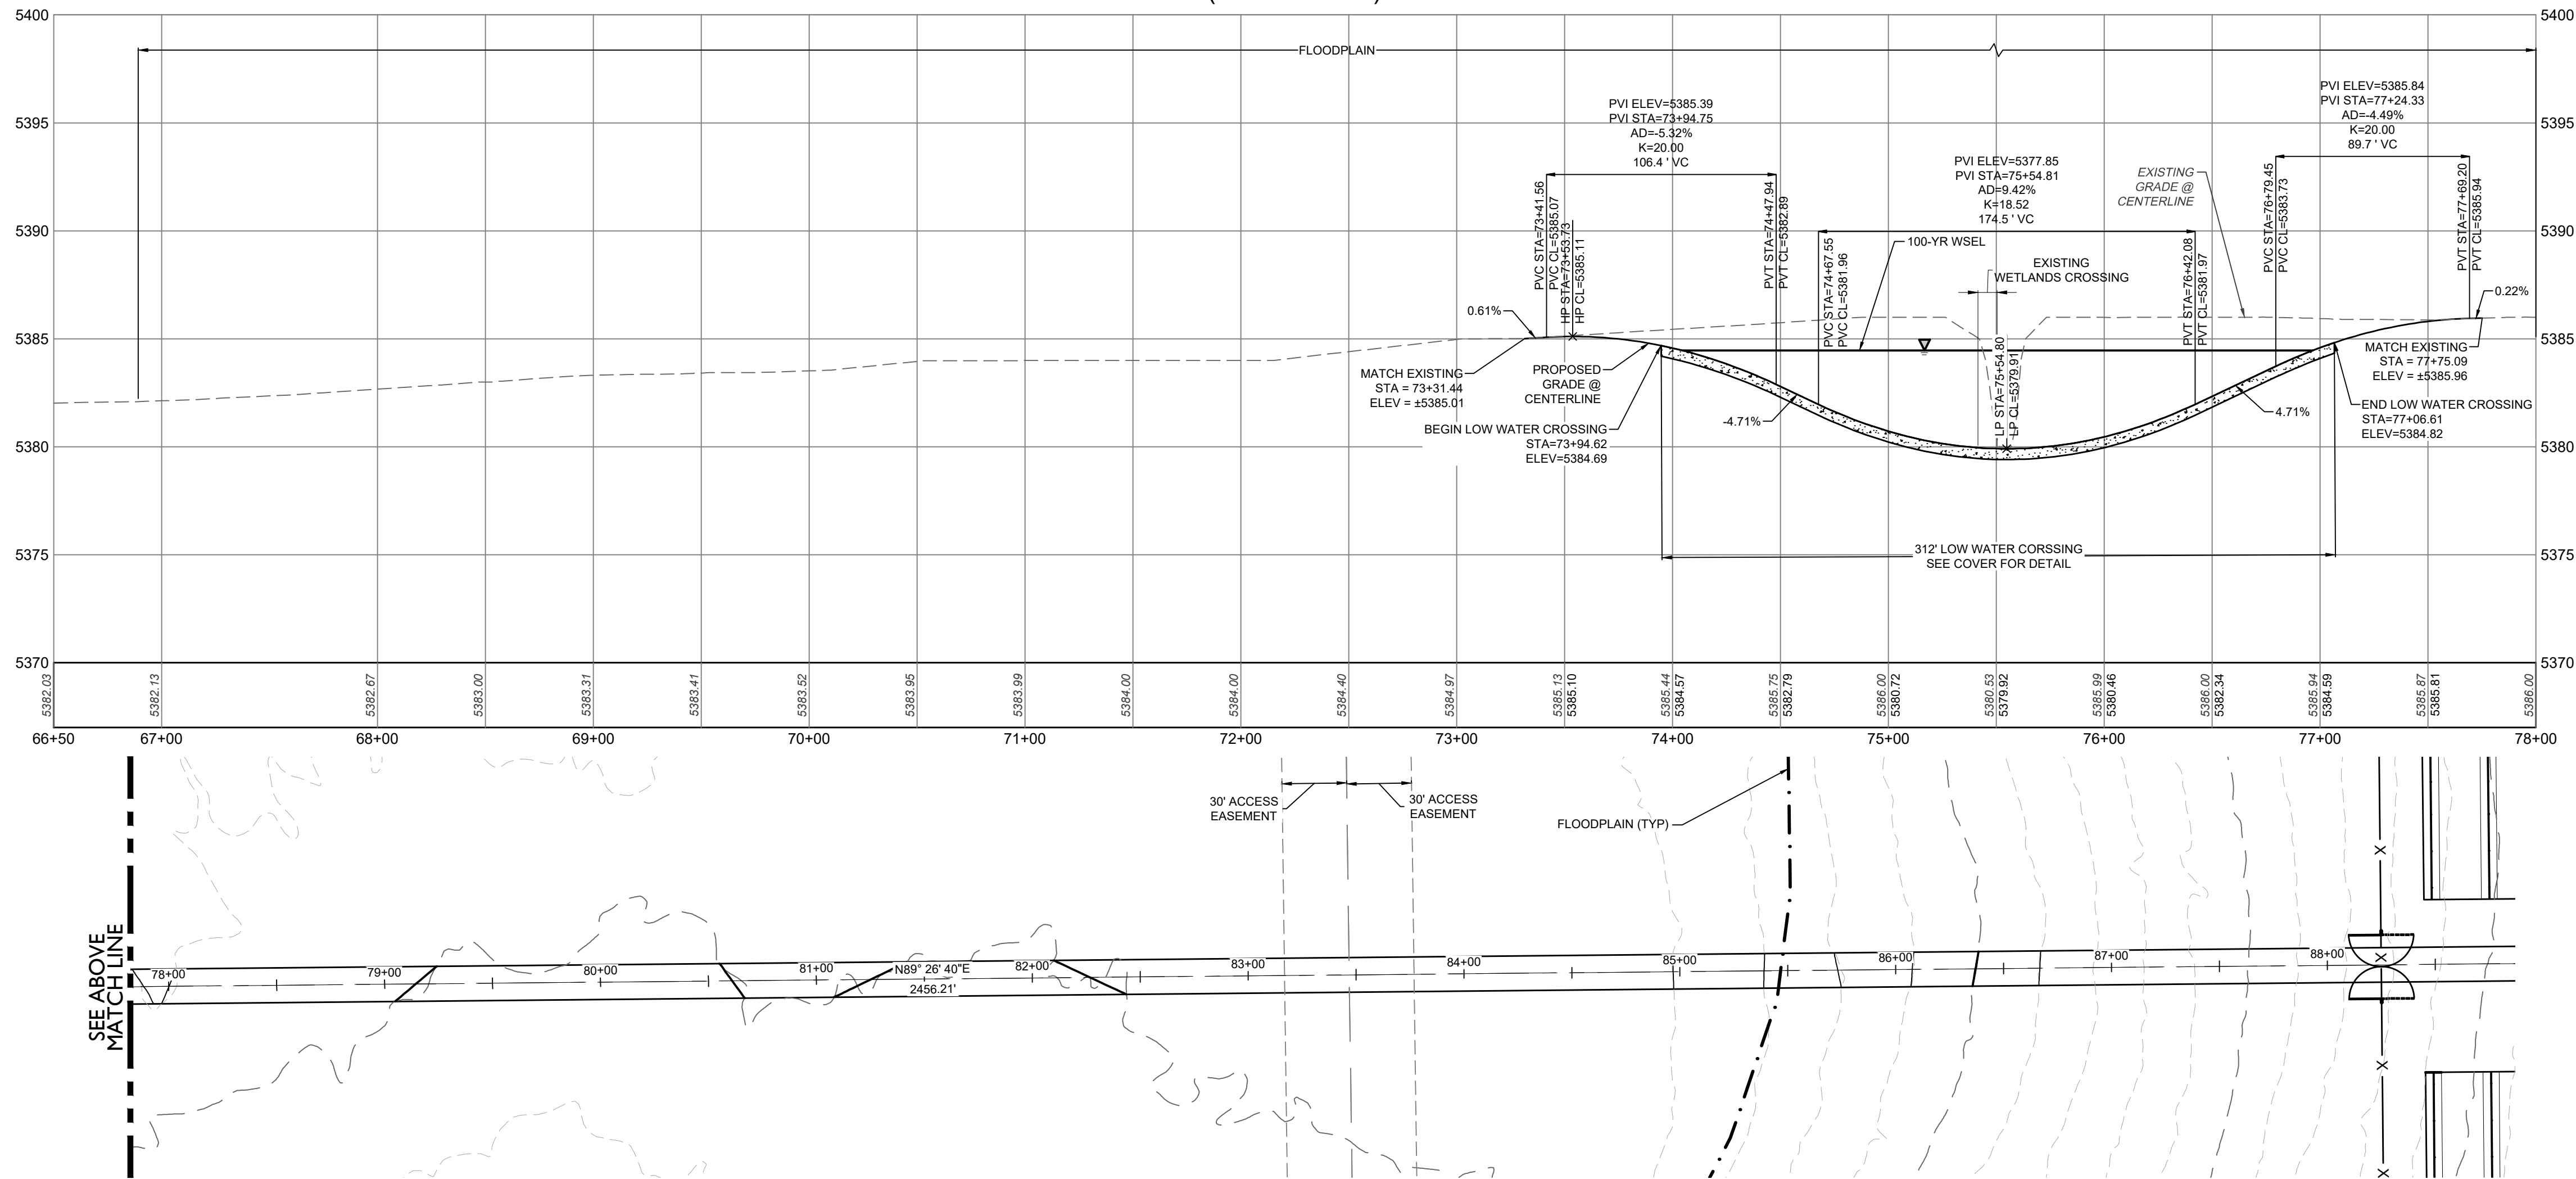 5400
5400
FLOODPLAIN
5395
5395
PVI ELEV=5385.39
PVI STA=73+94.75
AD=-5.32%
K=20.00
106.4 ' VC
PVI ELEV=5377.85
PVI STA=75+54.81
AD=9.42%
K=18.52
174.5 ' VC
PVI ELEV=5385.84
PVI STA=77+24.33
AD=-4.49%
K=20.00
89.7 ' VC
EXISTING
GRADE @
CENTERLINE
5390
5390
PVC STA=73+41.56
PVC CL=5385.07
HP STA=73+53.73
HP CL=5385.11
PVT STA=74+47.94
PVT CL=5382.89
PVC STA=74+67.55
PVC CL=5381.96
100-YR WSEL
EXISTING
WETLANDS CROSSING
LP STA=75+54.80
LP CL=5379.91
PVT STA=76+42.08
PVT CL=5381.97
PVC STA=76+79.45
PVC CL=5383.73
PVT STA=77+69.20
PVT CL=5385.94
0.61%
0.22%
5385
5385
MATCH EXISTING
STA = 73+31.44
ELEV = ±5385.01
PROPOSED
GRADE @
CENTERLINE
MATCH EXISTING
STA = 77+75.09
ELEV = ±5385.96
-4.71%
4.71%
BEGIN LOW WATER CROSSING
STA=73+94.62
ELEV=5384.69
END LOW WATER CROSSING
STA=77+06.61
ELEV=5384.82
5380
5380
312' LOW WATER CORSSING
SEE COVER FOR DETAIL
5375
5375
5370
5370
5382.03
5382.13
5382.67
5383.00
5383.31
5383.41
5383.52
5383.95
5383.99
5384.00
5384.00
5384.40
5384.97
5385.13
5385.10
5385.44
5384.57
5385.75
5382.79
5386.00
5380.72
5380.53
5379.92
5385.99
5380.46
5386.00
5382.34
5385.94
5384.59
5385.87
5385.81
5386.00
66+50
67+00
68+00
69+00
70+00
71+00
72+00
73+00
74+00
75+00
76+00
77+00
78+00
30' ACCESS
EASEMENT
30' ACCESS
EASEMENT
FLOODPLAIN (TYP)
SEE ABOVE
MATCH LINE
78+00
79+00
80+00
81+00
N89° 26' 40"E
2456.21'
82+00
83+00
84+00
85+00
86+00
87+00
88+00
X
X
X
X